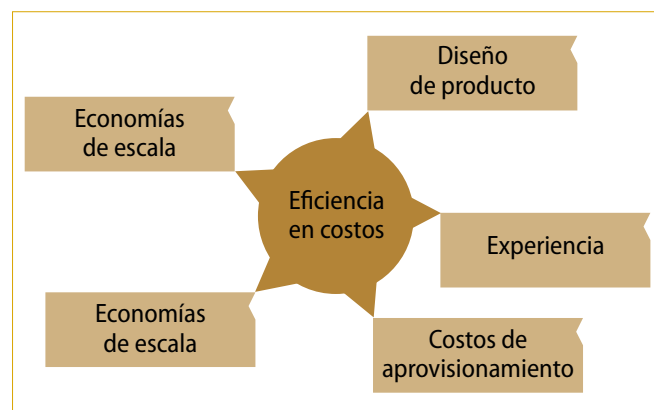 Diseño
de producto
Economías
de escala
Eficiencia
en costos
Experiencia
Economías
de escala
Costos de
aprovisionamiento